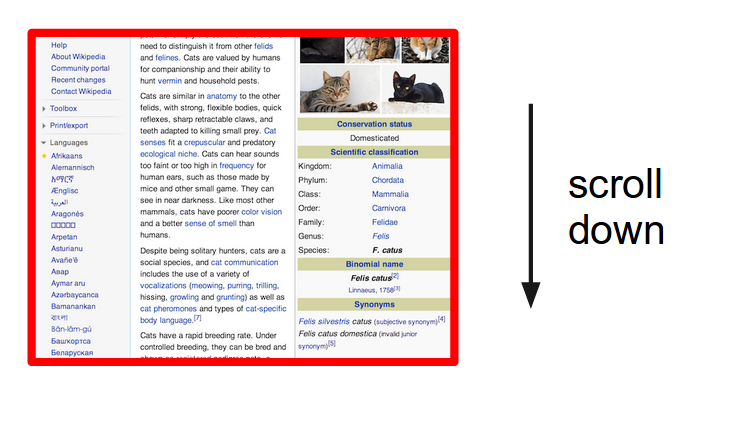 Help
About Wikipedia
Community portal
Recent changes
Contact Wikipedia
Toolbox
Print/export
Languages
Afrikaans
Alemannisch
አማርኛ
Ænglisc
العربية
Aragonés
Arpetan
Asturianu
Avañe'ẽ
Авар
Aymar aru
Azərbaycanca
Bamanankan
বাংলা
Bân-lâm-gú
Башҡортса
Беларуская
need to distinguish it from other felids
and felines. Cats are valued by humans
for companionship and their ability to
hunt vermin and household pests.
Cats are similar in anatomy to the other
felids, with strong, flexible bodies, quick
reflexes, sharp retractable claws, and
teeth adapted to killing small prey. Cat
senses fit a crepuscular and predatory
ecological niche. Cats can hear sounds
too faint or too high in frequency for
human ears, such as those made by
mice and other small game. They can
see in near darkness. Like most other
mammals, cats have poorer color vision
and a better sense of smell than
humans.
Despite being solitary hunters, cats are a
social species, and cat communication
includes the use of a variety of
vocalizations (meowing, purring, trilling,
hissing, growling and grunting) as well as
cat pheromones and types of cat-specific
body language.[7]
Cats have a rapid breeding rate. Under
controlled breeding, they can be bred and
Conservation status
Domesticated
Scientific classification
Kingdom: Animalia
Phylum: Chordata
Class: Mammalia
Order: Carnivora
Family: Felidae
Genus: Felis
Species: F. catus
Binomial name
Felis catus[2]
Linnaeus, 1758[3]
Synonyms
Felis silvestris catus (subjective synonym)[4]
Felis catus domestica (invalid junior
synonym)[5]
scroll
down